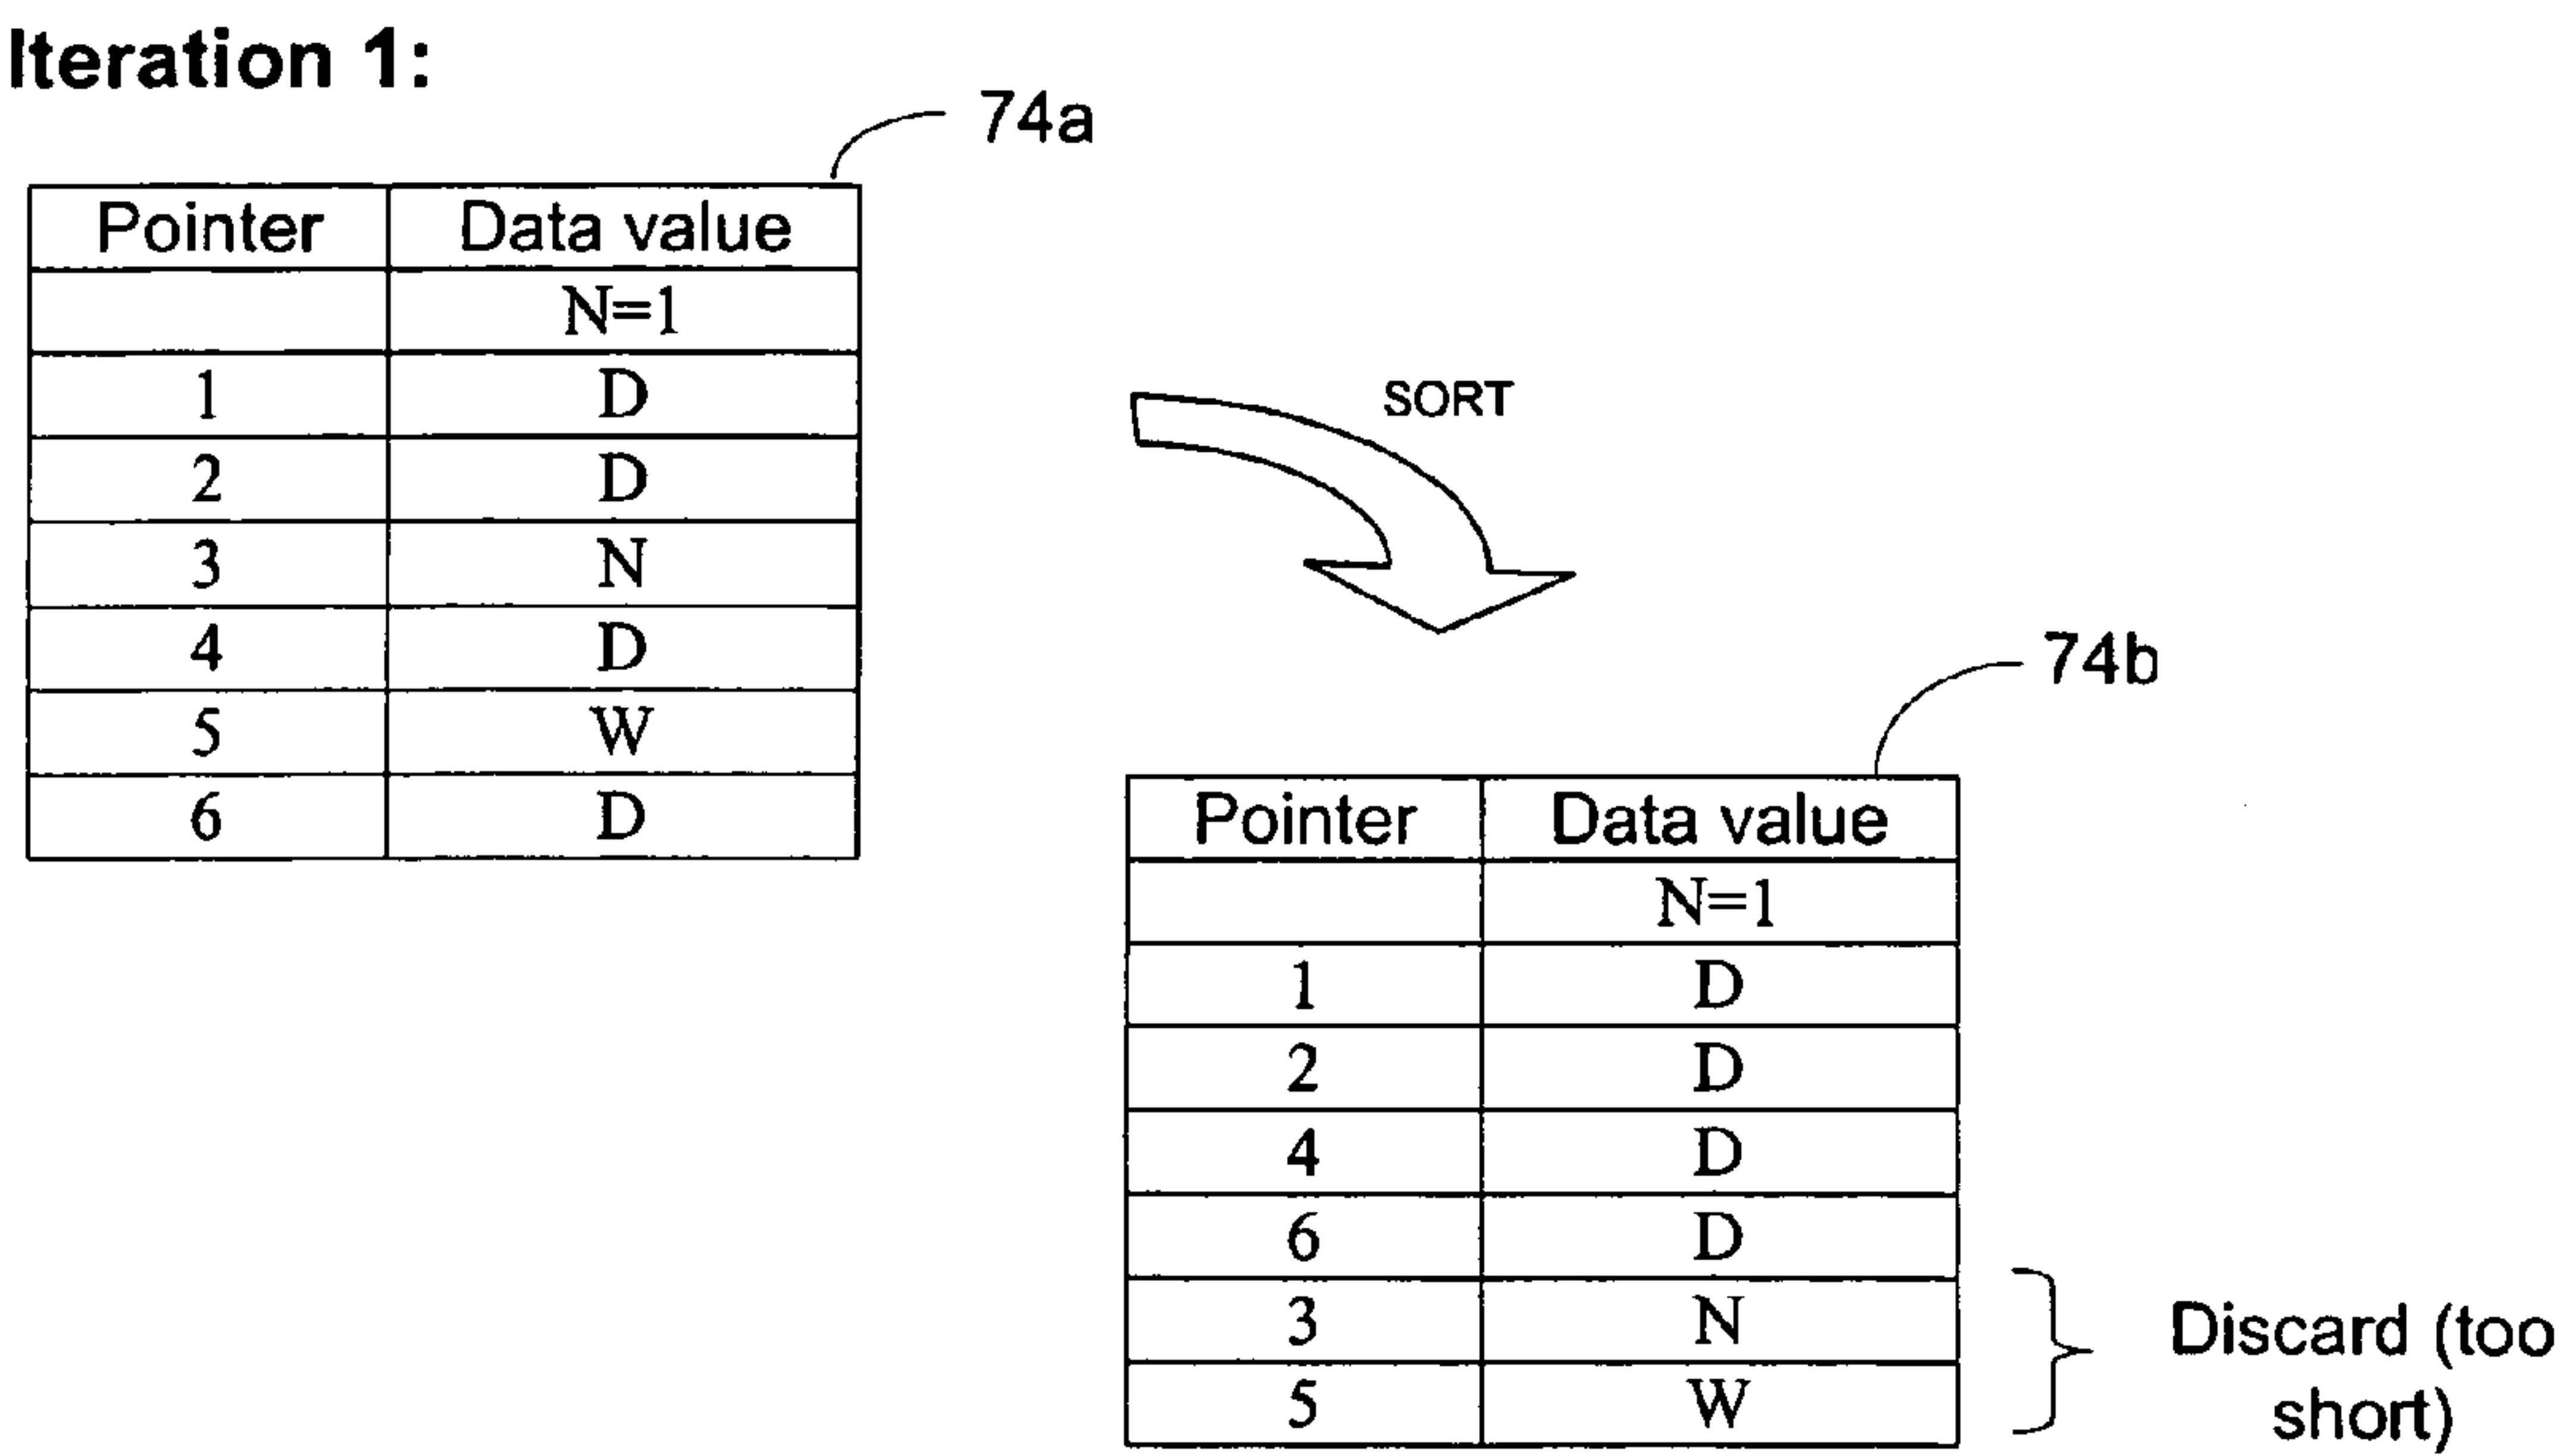 Iteration 1:
74a
Pointer Data value
N=1
1 D
2 D
3 N
4 D
5 W
6 D
SORT
74b
Pointer Data value
N=1
1 D
2 D
4 D
6 D
3 N
5 W
Discard (too
short)